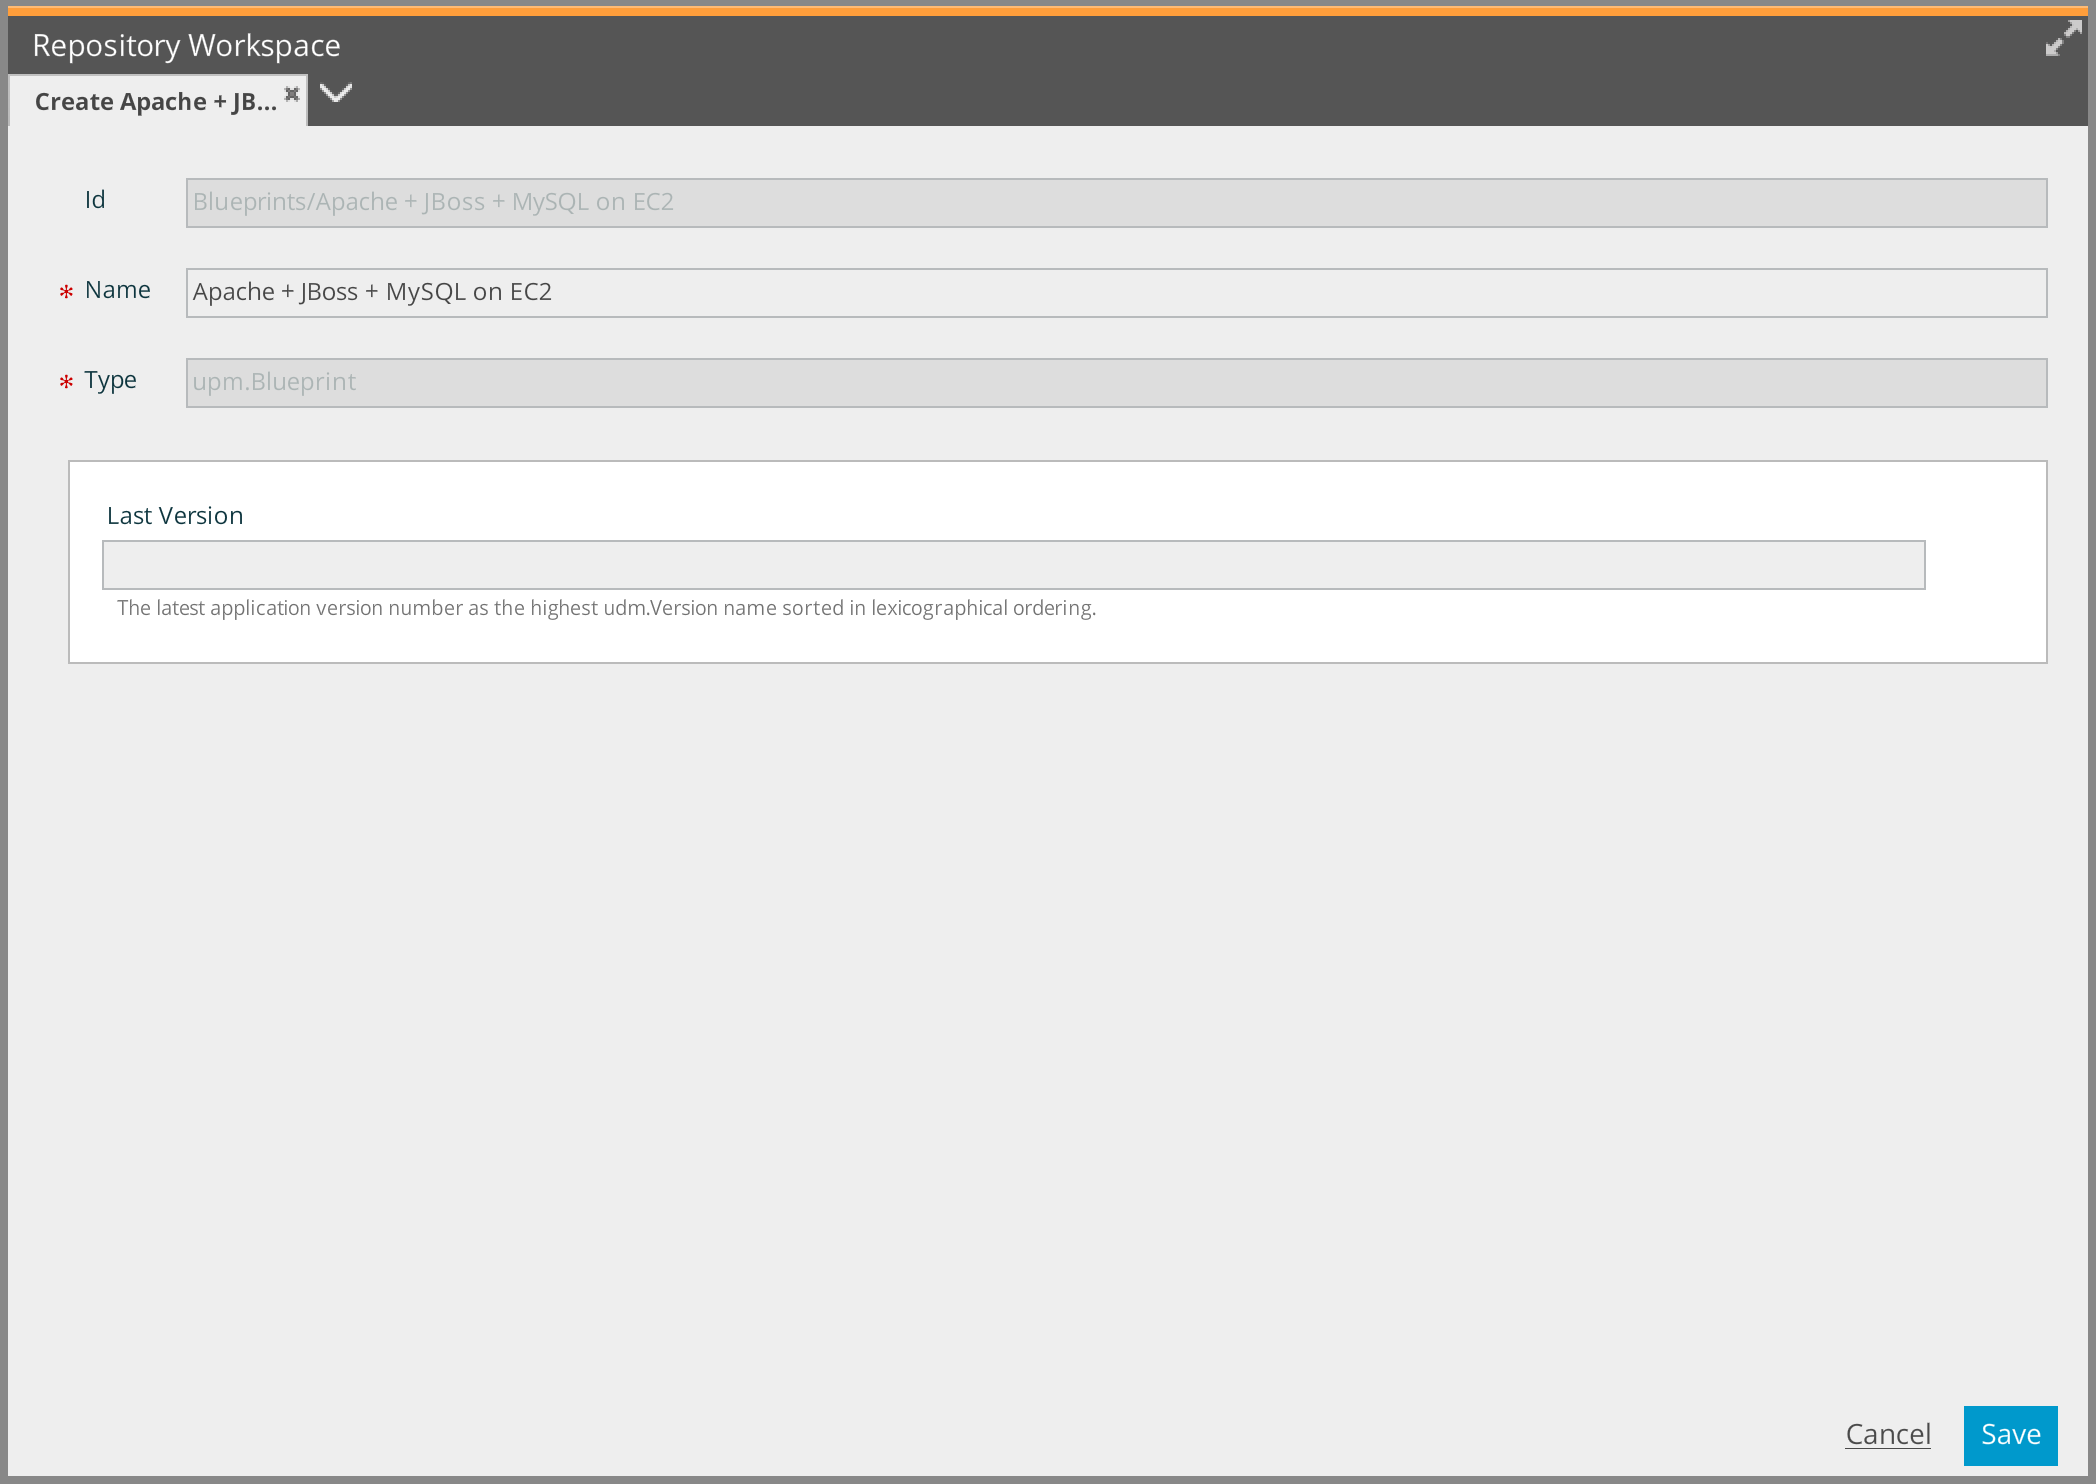 Repository Workspace
Create Apache + JB...
Id
Blueprints/Apache + JBoss + MySQL on EC2
* Name
Apache + JBoss + MySQL on EC2
* Type
upm.Blueprint
Last Version
The latest application version number as the highest udm.Version name sorted in lexicographical ordering.
Cancel
Save